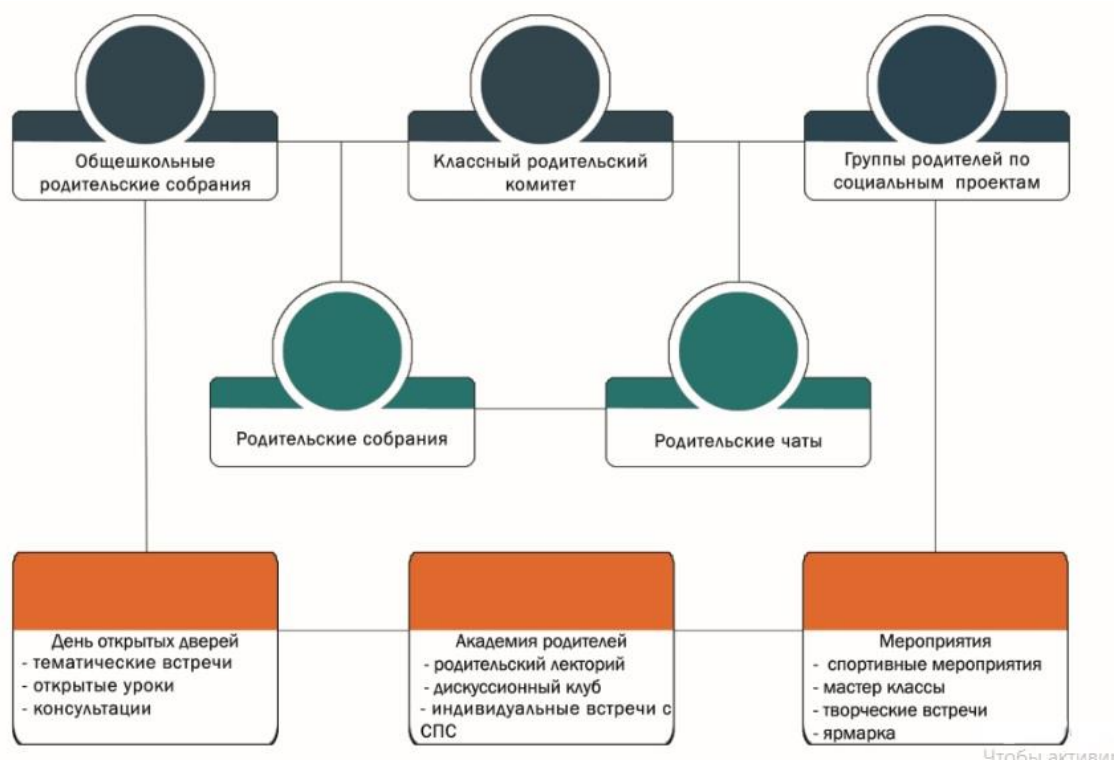 Общешкольные
родительские собрания
Классный родительский
комитет
Группы родителей по
социальным проектам
Родительские собрания
Родительские чаты
День открытых дверей
- тематические встречи
- открытые уроки
- консультации
Академия родителей
- родительский лекторий
- дискуссионный клуб
- индивидуальные встречи с
СПС
Мероприятия
- спортивные мероприятия
- мастер классы
- творческие встречи
- ярмарка
Чтобы